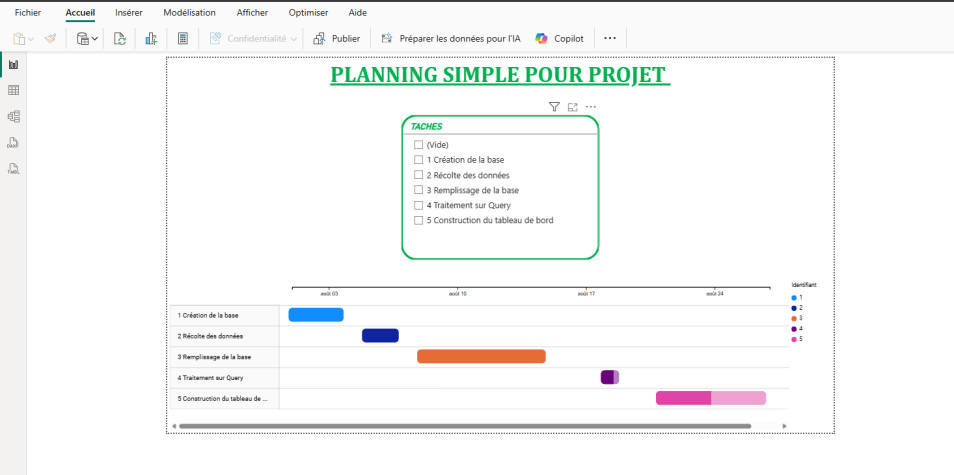 Fichier Accueil Insérer Modélisation Afficher Optimiser Aide
Confidentialité Publier Préparer les données pour l'IA Copilot
PLANNING SIMPLE POUR PROJET
TACHES
(Vide)
1 Création de la base
2 Récolte des données
3 Remplissage de la base
4 Traitement sur Query
5 Construction du tableau de bord
août 03 août 10 août 17 août 24
Identifiant
1
2
3
4
5
1 Création de la base
2 Récolte des données
3 Remplissage de la base
4 Traitement sur Query
5 Construction du tableau de ...
DAX
TMDL